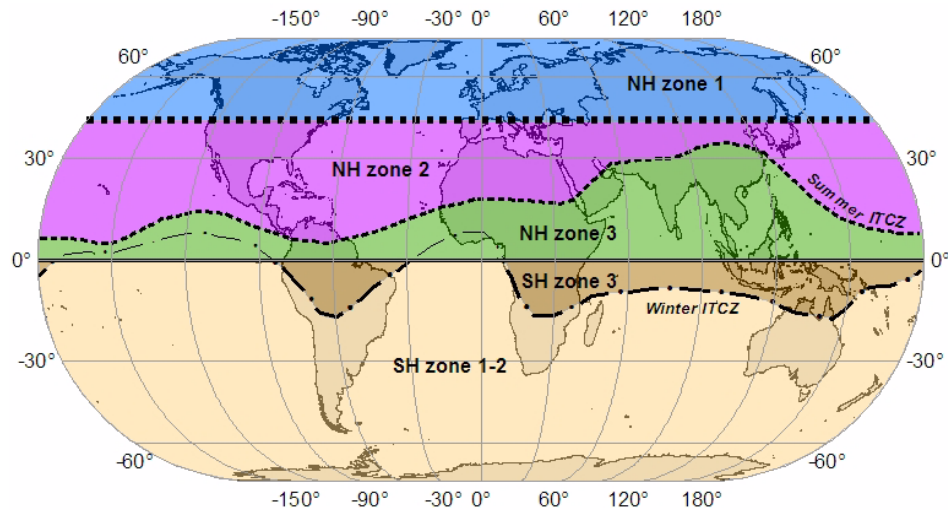 -150° -90° -30° 0° 60° 120° 180°
60° 60°
NH zone 1
30° 30°
NH zone 2
Summer ITCZ
NH zone 3
0° 0°
SH zone 3
Winter ITCZ
-30° -30°
SH zone 1-2
-60° -60°
-150° -90° 0° 60° 120° 180°